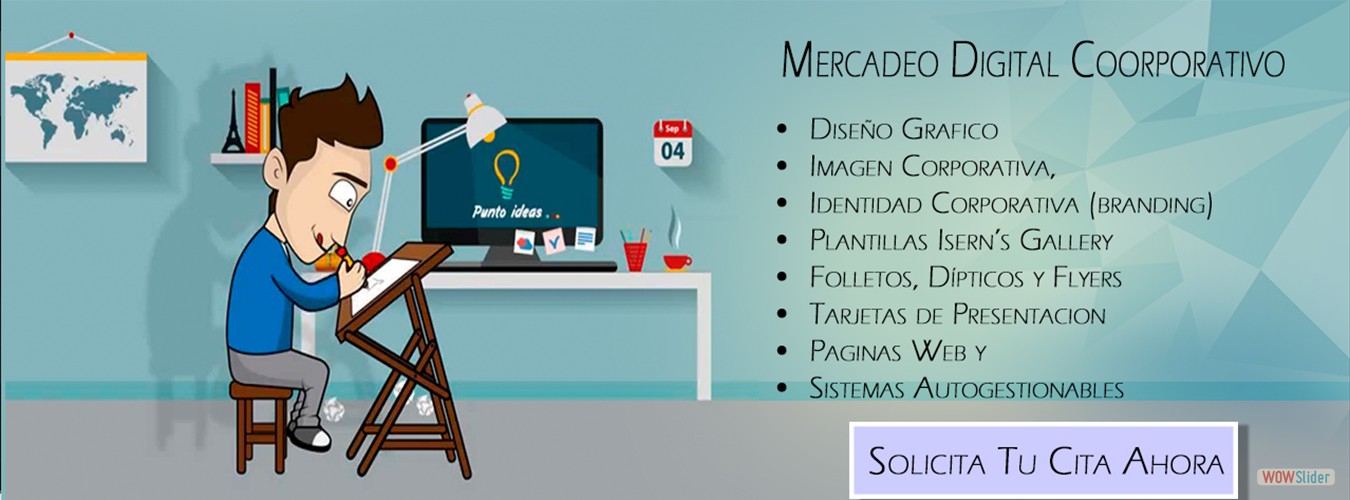 Mercadeo Digital Coorporativo
• Diseño Grafico
• Imagen Corporativa,
• Identidad Corporativa (branding)
• Plantillas Isern's Gallery
• Folletos, Dípticos y Flyers
• Tarjetas de Presentacion
• Paginas Web y
• Sistemas Autogestionables
Solicita Tu Cita Ahora
Sep
04
Punto ideas...
WOWSlider